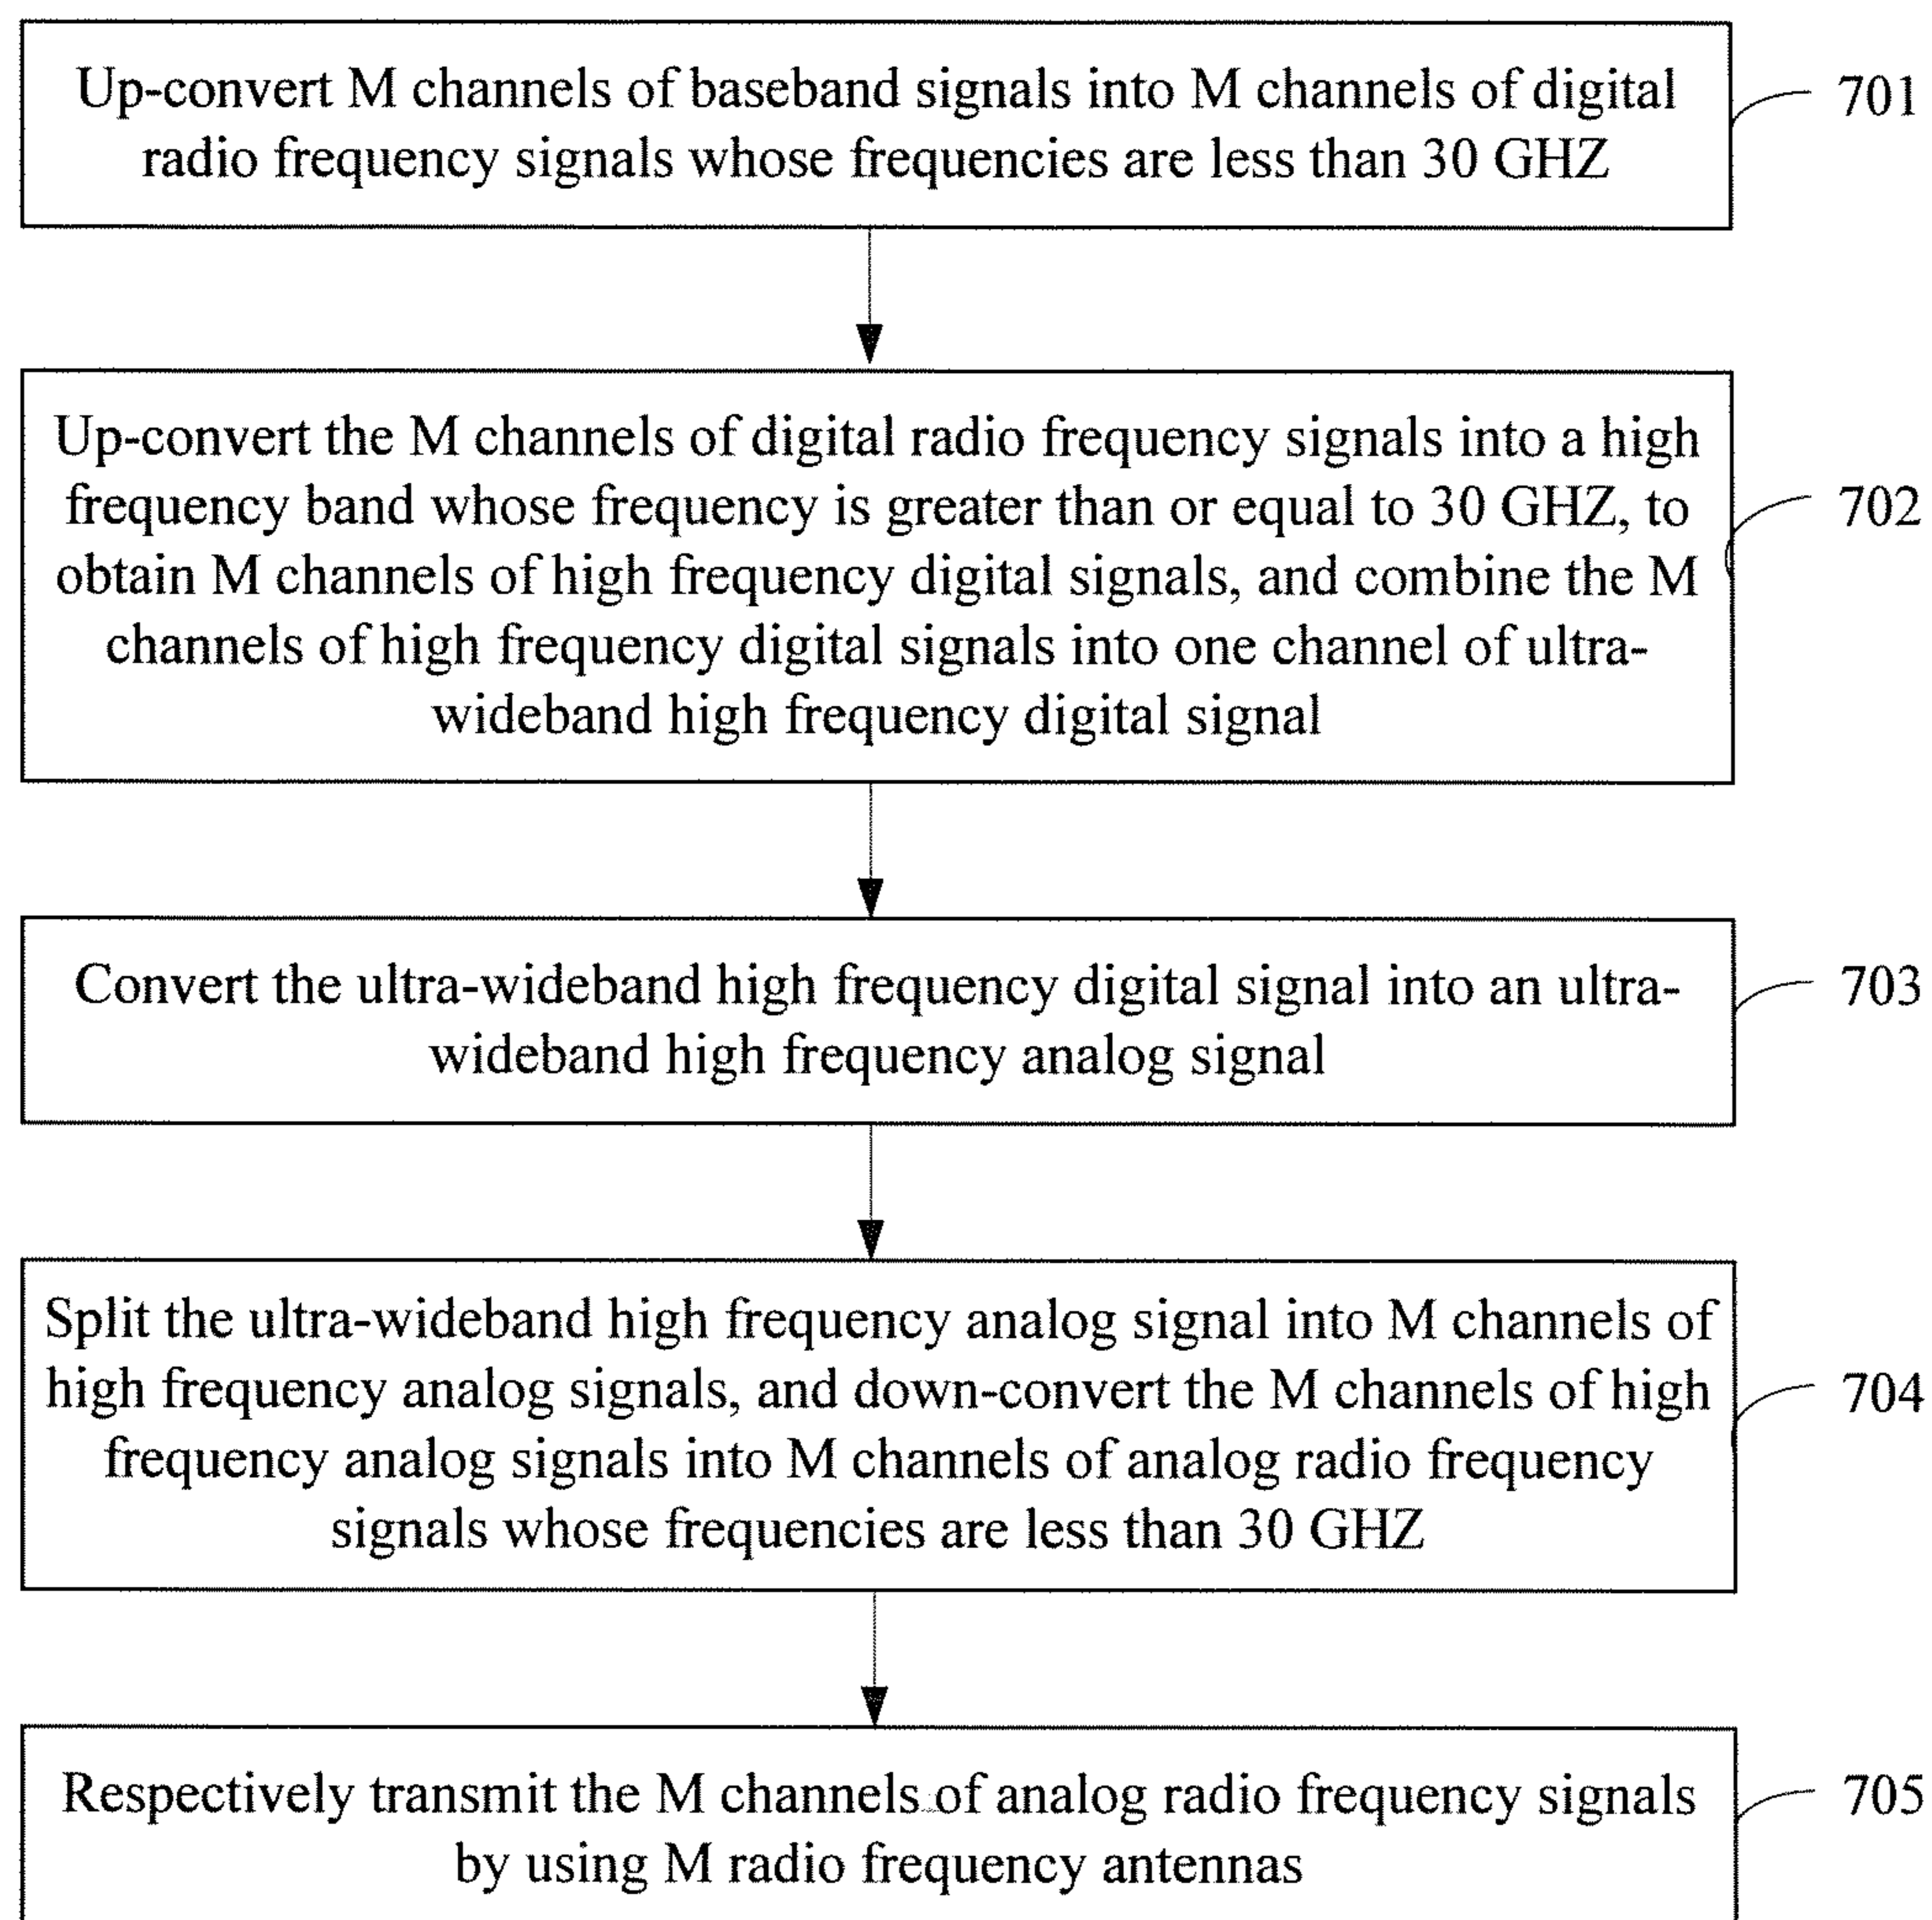 Up-convert M channels of baseband signals into M channels of digital
radio frequency signals whose frequencies are less than 30 GHZ
701
Up-convert the M channels of digital radio frequency signals into a high
frequency band whose frequency is greater than or equal to 30 GHZ, to
obtain M channels of high frequency digital signals, and combine the M
channels of high frequency digital signals into one channel of ultra-
wideband high frequency digital signal
702
Convert the ultra-wideband high frequency digital signal into an ultra-
wideband high frequency analog signal
703
Split the ultra-wideband high frequency analog signal into M channels of
high frequency analog signals, and down-convert the M channels of high
frequency analog signals into M channels of analog radio frequency
signals whose frequencies are less than 30 GHZ
704
Respectively transmit the M channels of analog radio frequency signals
by using M radio frequency antennas
705